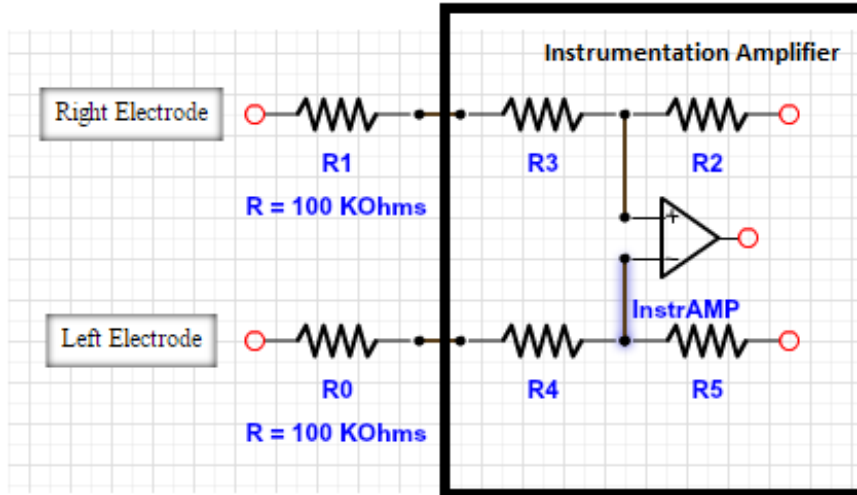 Instrumentation Amplifier
Right Electrode
R1
R3
R2
R = 100 KOhms
+
−
InstrAMP
Left Electrode
R0
R4
R5
R = 100 KOhms